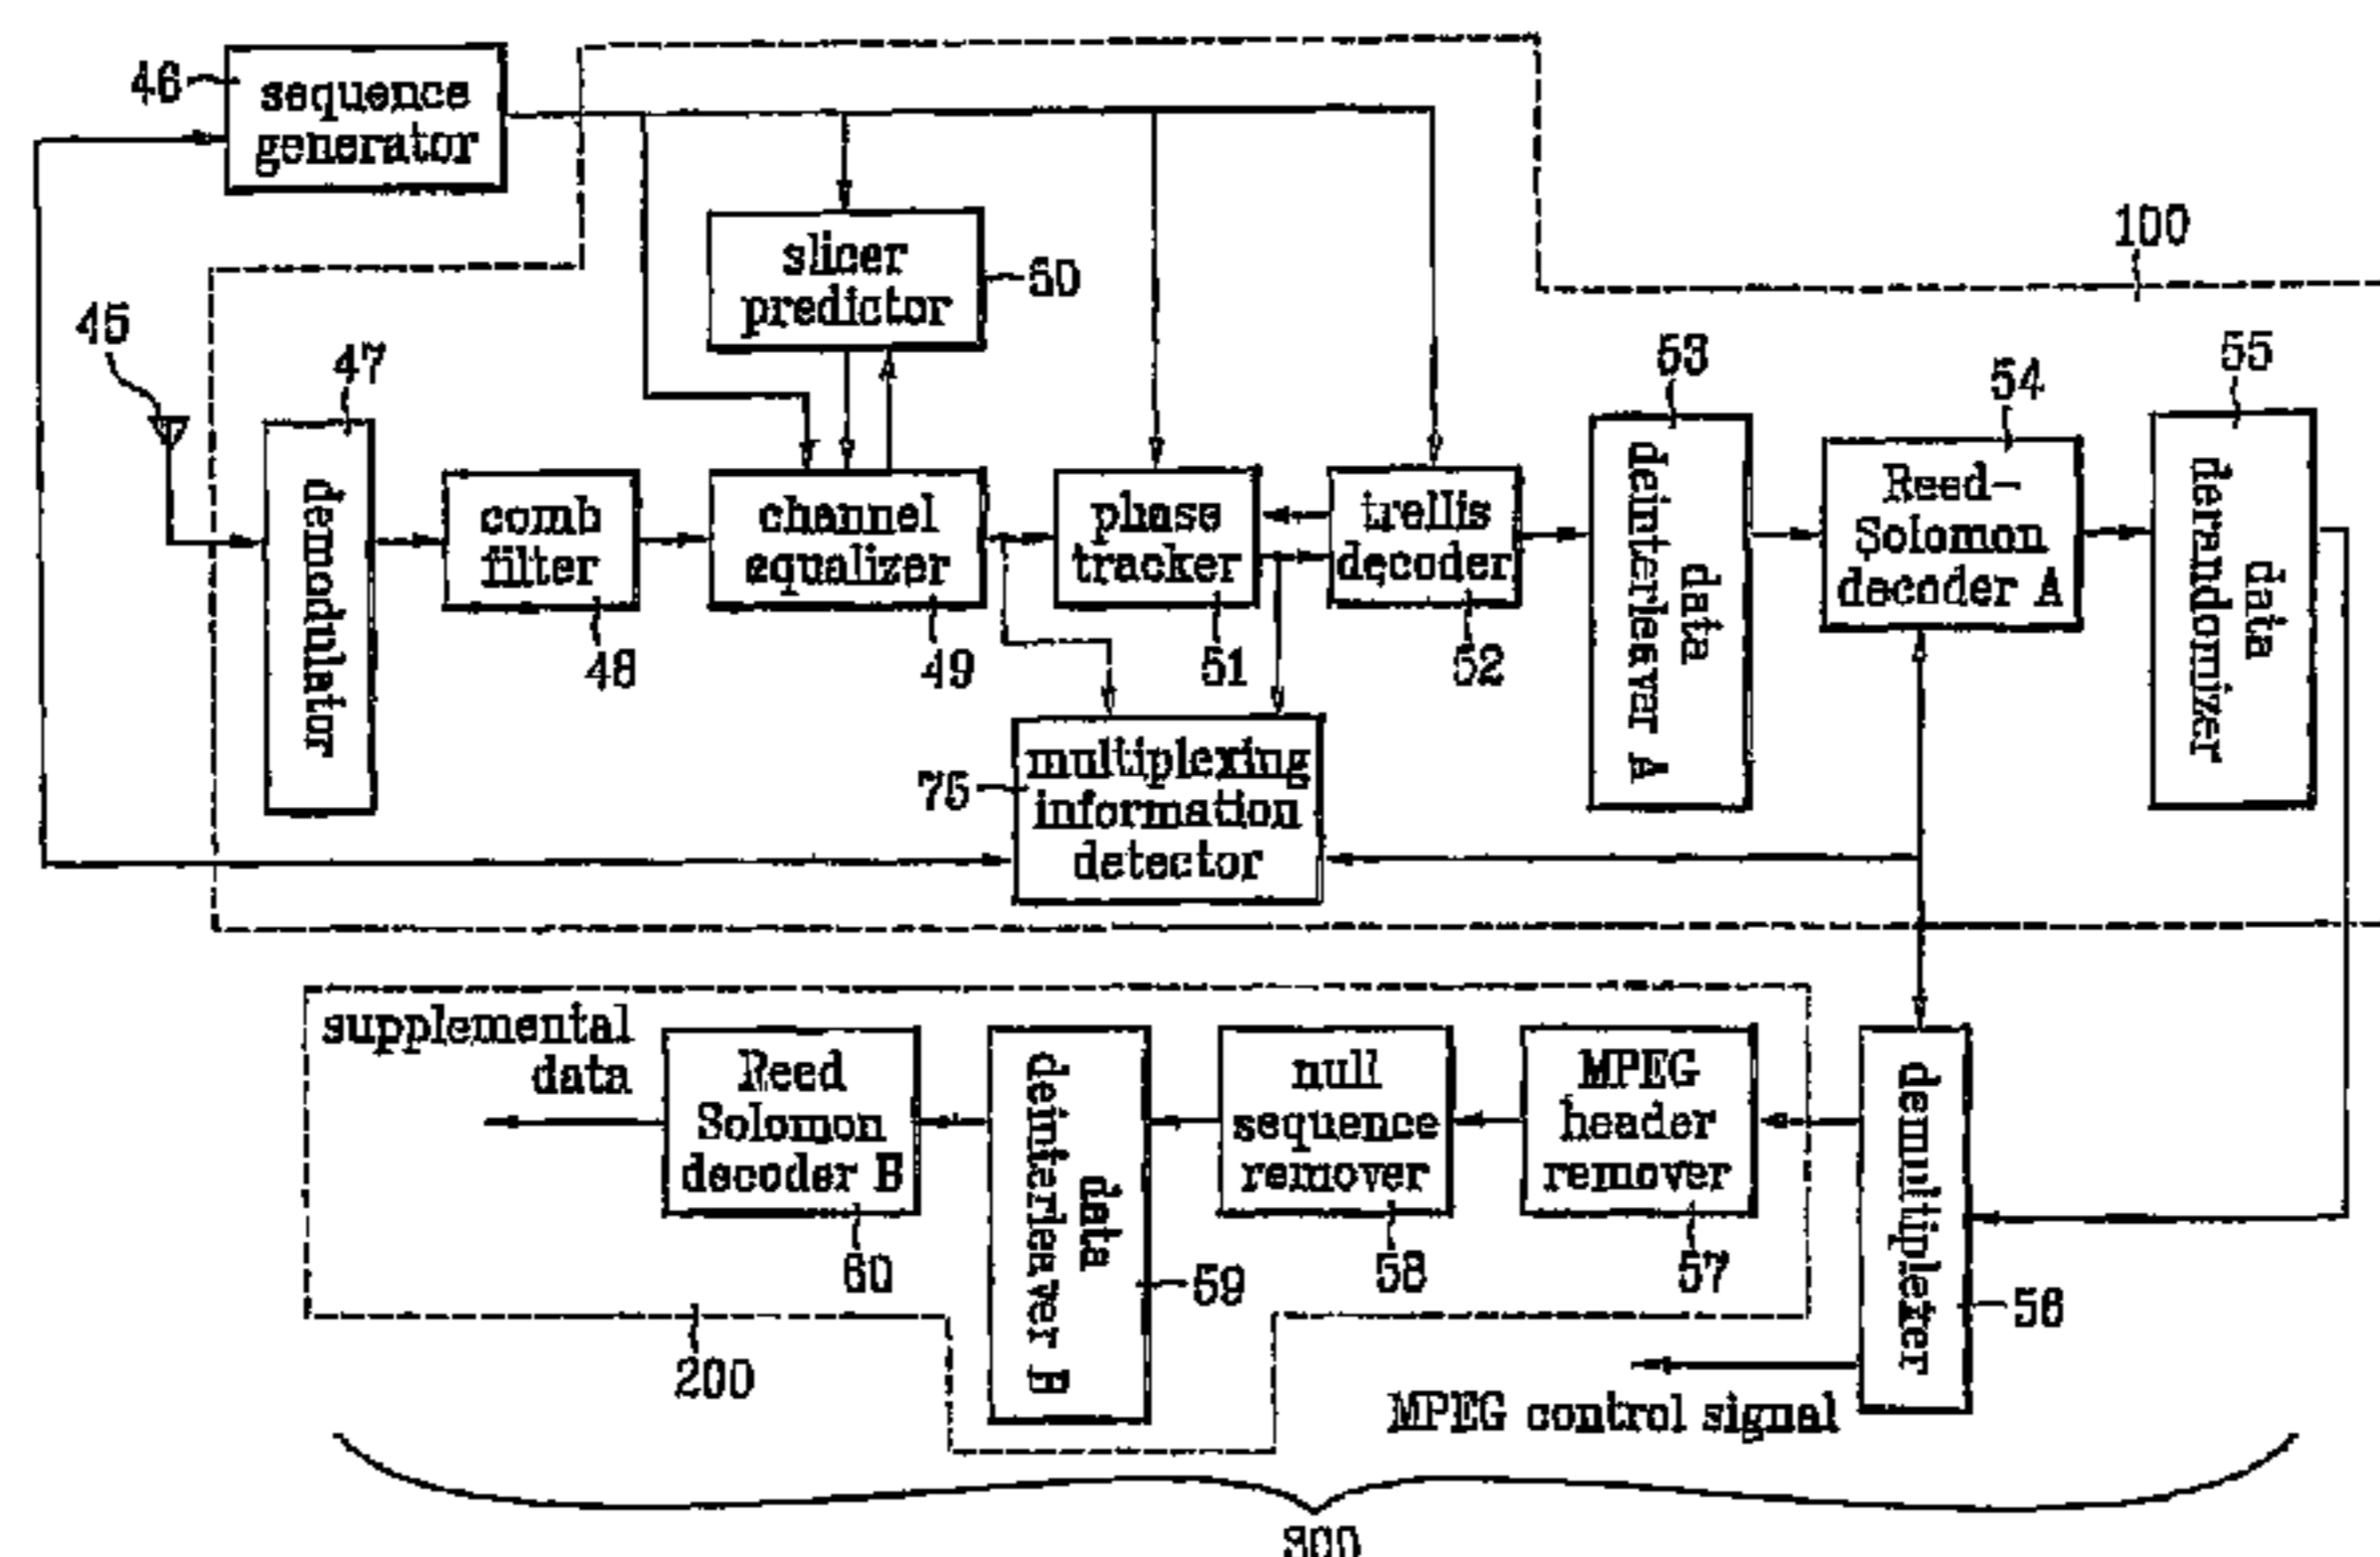 46
sequence
generator
slicer
predictor
50
100
45
47
53
54
55
demodulator
comb
filter
48
channel
equalizer
49
phase
tracker
51
trellis
decoder
52
data
deinterleaver A
Reed-
Solomon
decoder A
data
derandomizer
75
multiplexing
information
detector
supplemental
data
Reed
Solomon
decoder B
60
data
deinterleaver B
59
null
sequence
remover
58
MPEG
header
remover
57
demultiplexer
56
200
MPEG control signal
300